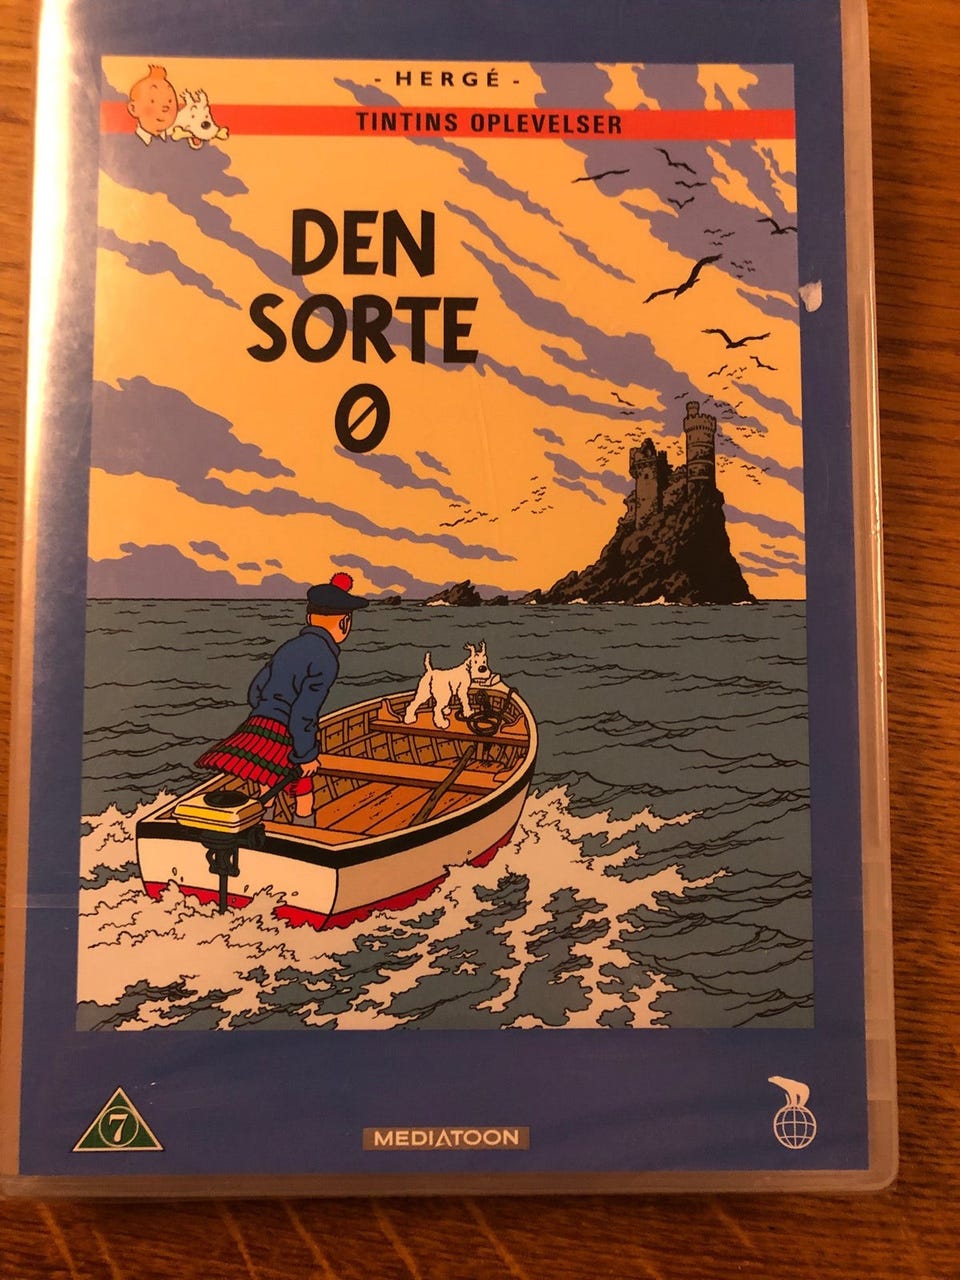 - HERGÉ -
TINTINS OPLEVELSER
DEN
SORTE
Ø
7
MEDIATOON